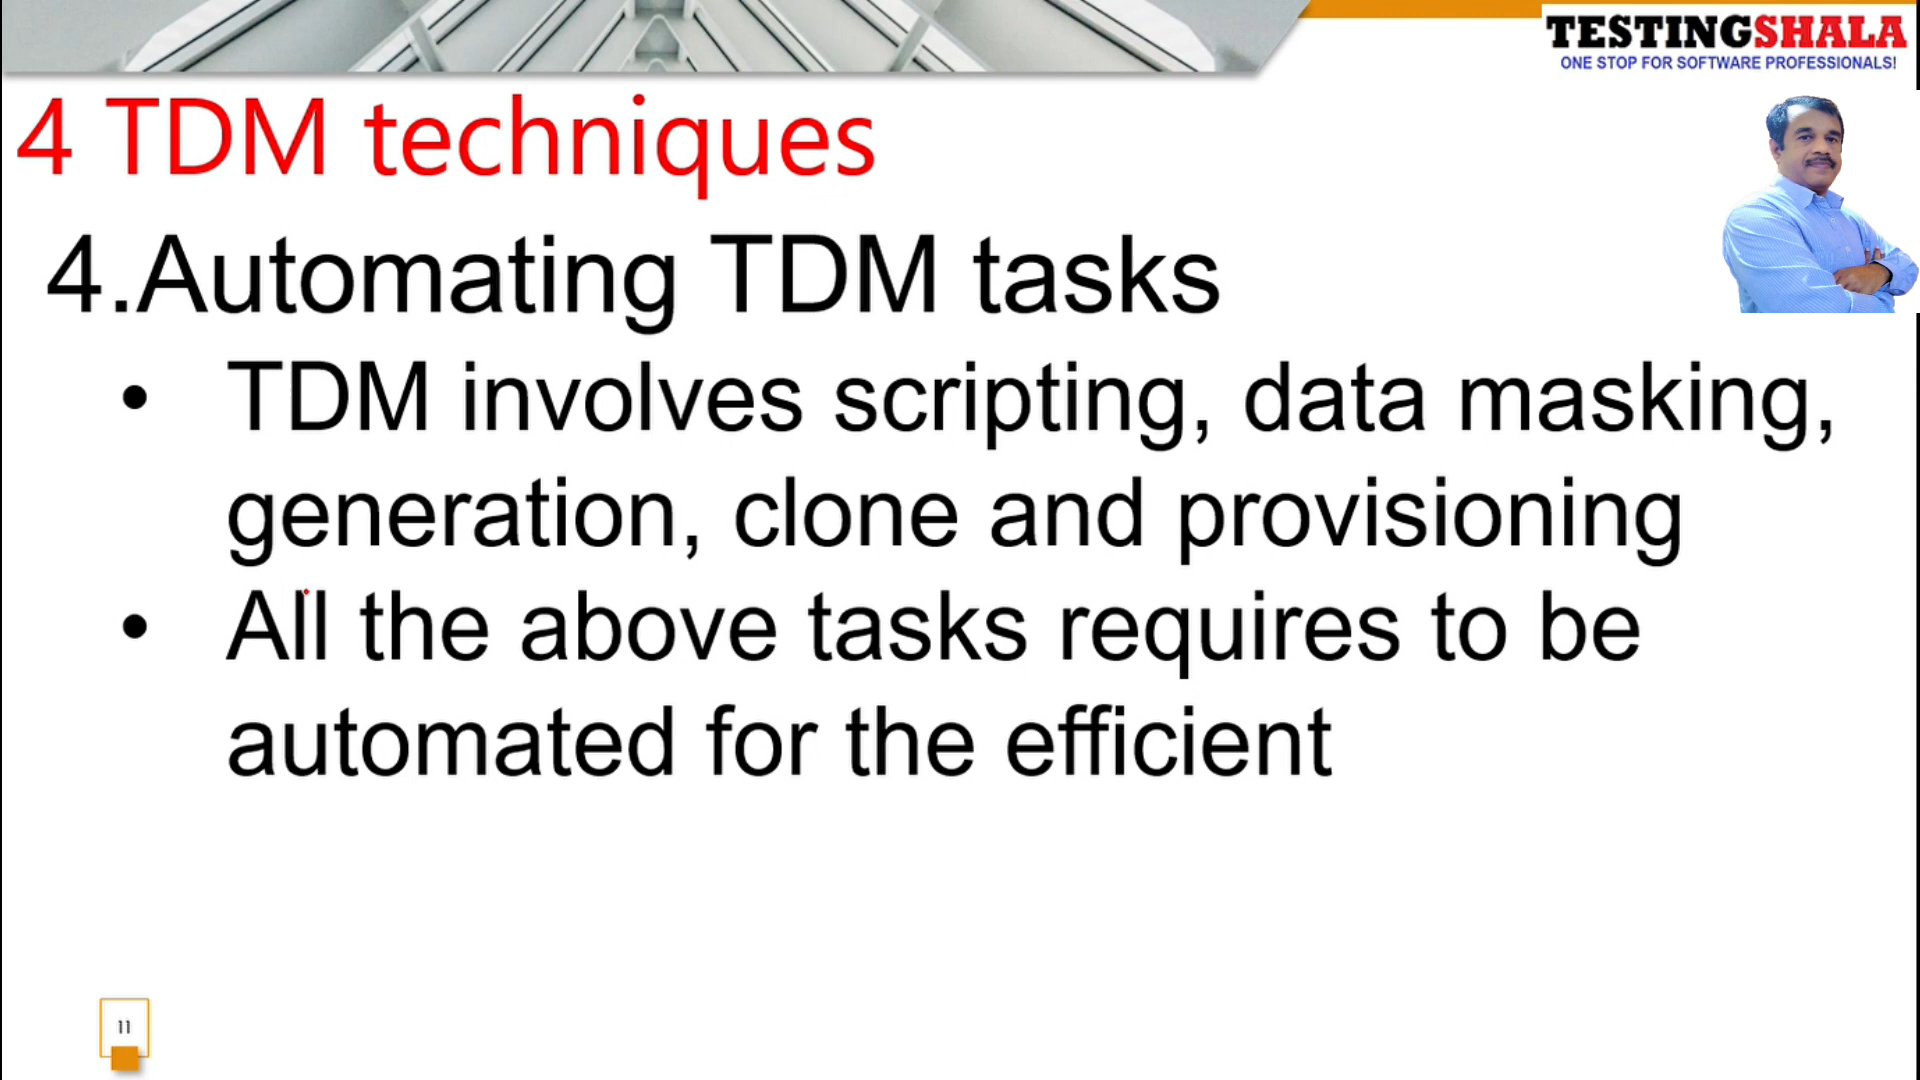 TESTINGSHALA
ONE STOP FOR SOFTWARE PROFESSIONALS!
4 TDM techniques
4.Automating TDM tasks
• TDM involves scripting, data masking,
generation, clone and provisioning
• All the above tasks requires to be
automated for the efficient
11